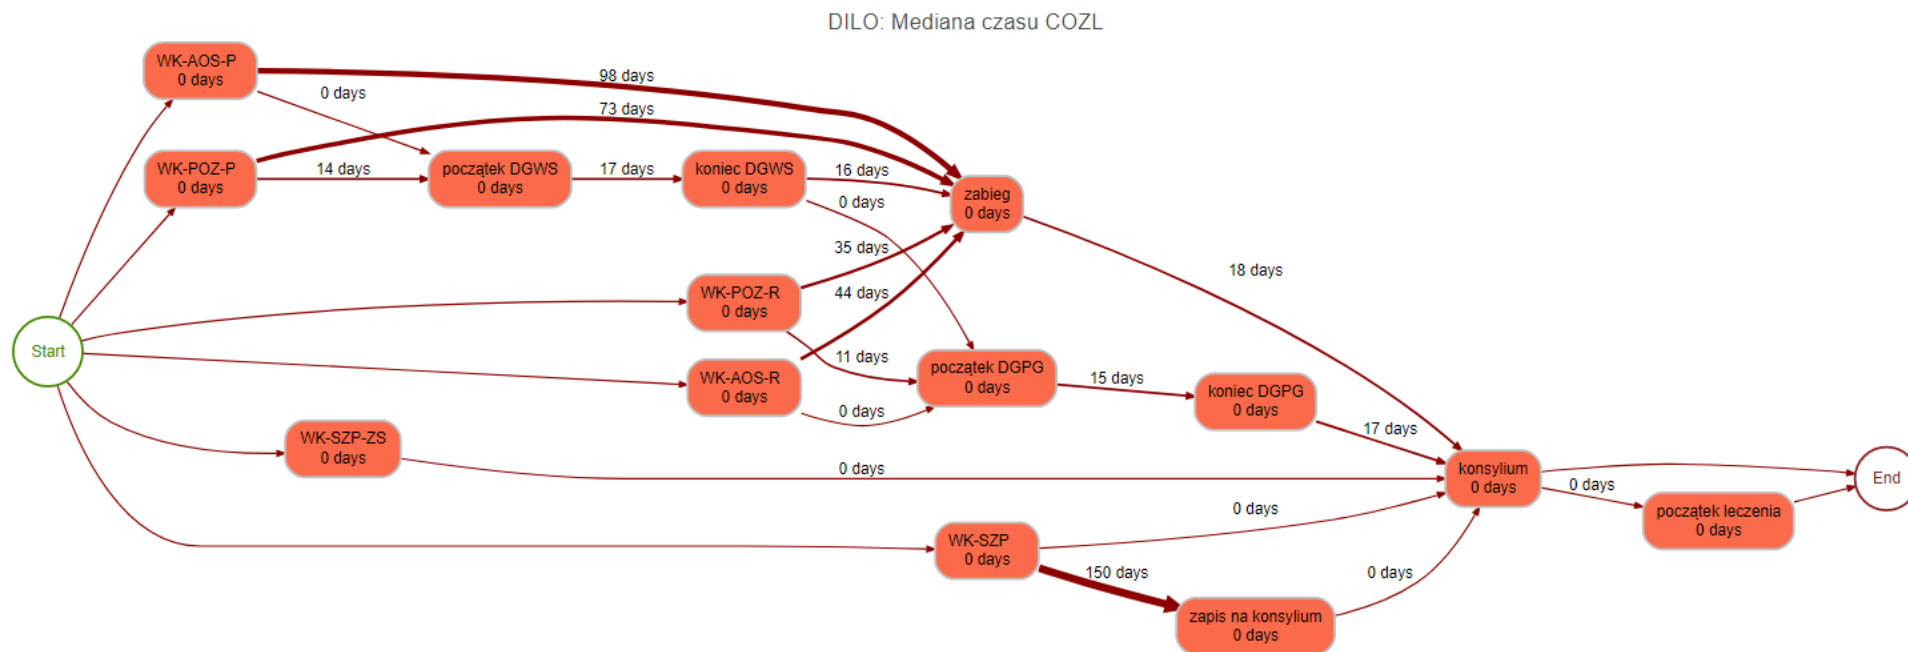 DILO: Mediana czasu COZL
WK-AOS-P
0 days
98 days
0 days
73 days
WK-POZ-P
0 days
14 days
początek DGWS
0 days
17 days
koniec DGWS
0 days
16 days
0 days
zabieg
0 days
35 days
18 days
WK-POZ-R
0 days
44 days
Start
11 days
WK-AOS-R
0 days
początek DGPG
0 days
15 days
koniec DGPG
0 days
0 days
17 days
WK-SZP-ZS
0 days
0 days
konsylium
0 days
End
0 days
początek leczenia
0 days
0 days
WK-SZP
0 days
150 days
0 days
zapis na konsylium
0 days